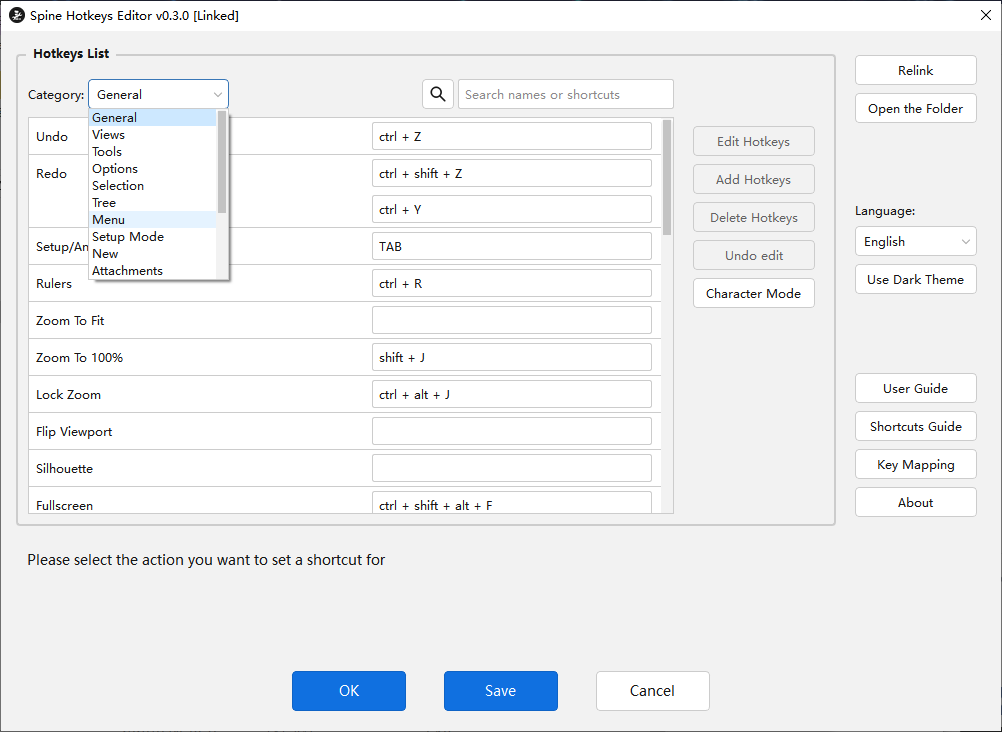 Spine Hotkeys Editor v0.3.0 [Linked]
Hotkeys List
Category:
General
Search names or shortcuts
General
Views
Tools
Options
Selection
Tree
Menu
Setup Mode
New
Attachments
Undo
ctrl + Z
Redo
ctrl + shift + Z
ctrl + Y
Setup/An
TAB
Rulers
ctrl + R
Zoom To Fit
Zoom To 100%
shift + J
Lock Zoom
ctrl + alt + J
Flip Viewport
Silhouette
Fullscreen
ctrl + shift + alt + F
Edit Hotkeys
Add Hotkeys
Delete Hotkeys
Undo edit
Character Mode
Relink
Open the Folder
Language:
English
Use Dark Theme
User Guide
Shortcuts Guide
Key Mapping
About
Please select the action you want to set a shortcut for
OK
Save
Cancel